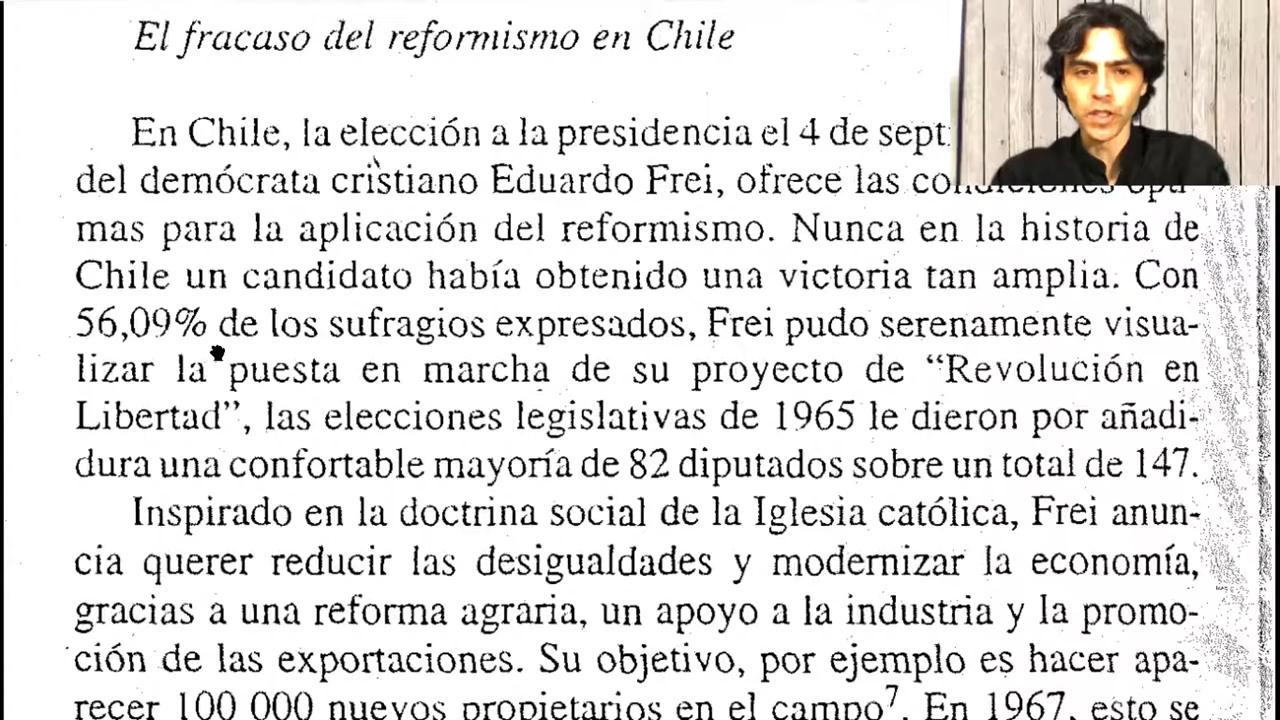 El fracaso del reformismo en Chile
En Chile, la elección a la presidencia el 4 de sept
del demócrata cristiano Eduardo Frei, ofrece las
mas para la aplicación del reformismo. Nunca en la historia de
Chile un candidato había obtenido una victoria tan amplia. Con
56,09% de los sufragios expresados, Frei pudo serenamente visua-
lizar la puesta en marcha de su proyecto de “Revolución en
Libertad”, las elecciones legislativas de 1965 le dieron por añadi-
dura una confortable mayoría de 82 diputados sobre un total de 147.
Inspirado en la doctrina social de la Iglesia católica, Frei anun-
cia querer reducir las desigualdades y modernizar la economía,
gracias a una reforma agraria, un apoyo a la industria y la promo-
ción de las exportaciones. Su objetivo, por ejemplo es hacer apa-
recer 100 000 nuevos propietarios en el campo⁷. En 1967, esto se